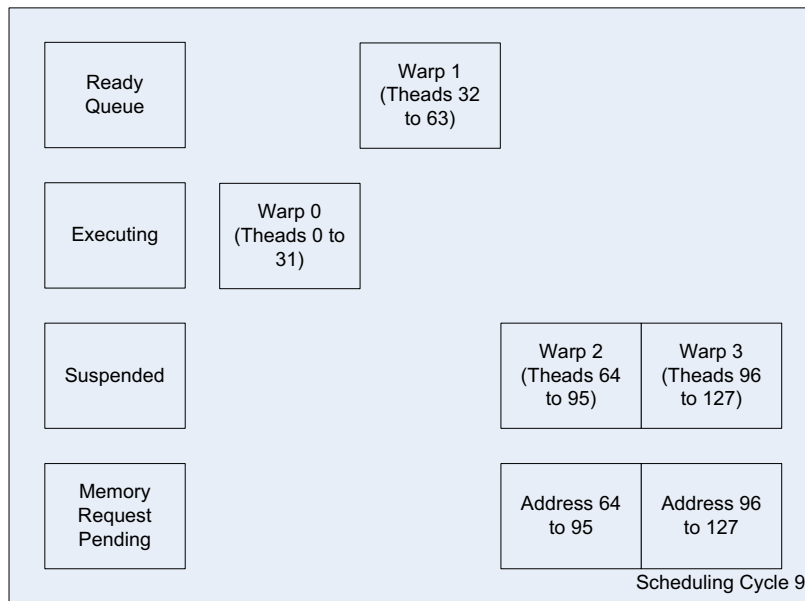 Ready
Queue
Warp 1
(Theads 32
to 63)
Executing
Warp 0
(Theads 0 to
31)
Suspended
Warp 2
(Theads 64
to 95)
Warp 3
(Theads 96
to 127)
Memory
Request
Pending
Address 64
to 95
Address 96
to 127
Scheduling Cycle 9